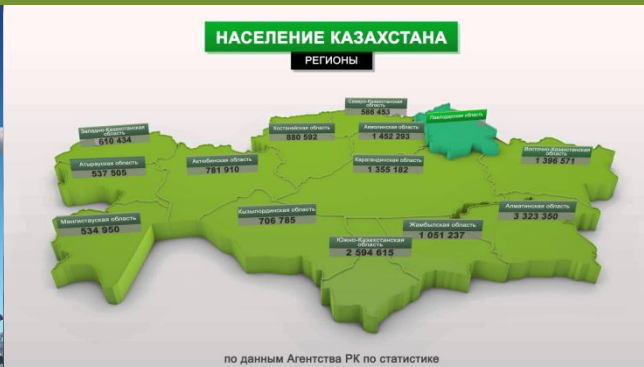 НАСЕЛЕНИЕ КАЗАХСТАНА
РЕГИОНЫ
Северо-Казахстанская
область
586 453
Павлодарская область
Западно-Казахстанская
область
610 434
Костанайская область
880 592
Акмолинская область
1 452 293
Восточно-Казахстанская
область
1 396 571
Атырауская область
537 505
Актюбинская область
781 910
Карагандинская область
1 355 182
Мангистауская область
534 950
Кызылординская область
706 785
Алматинская область
3 323 350
Жамбылская область
1 051 237
Южно-Казахстанская
область
2 594 615
по данным Агентства РК по статистике